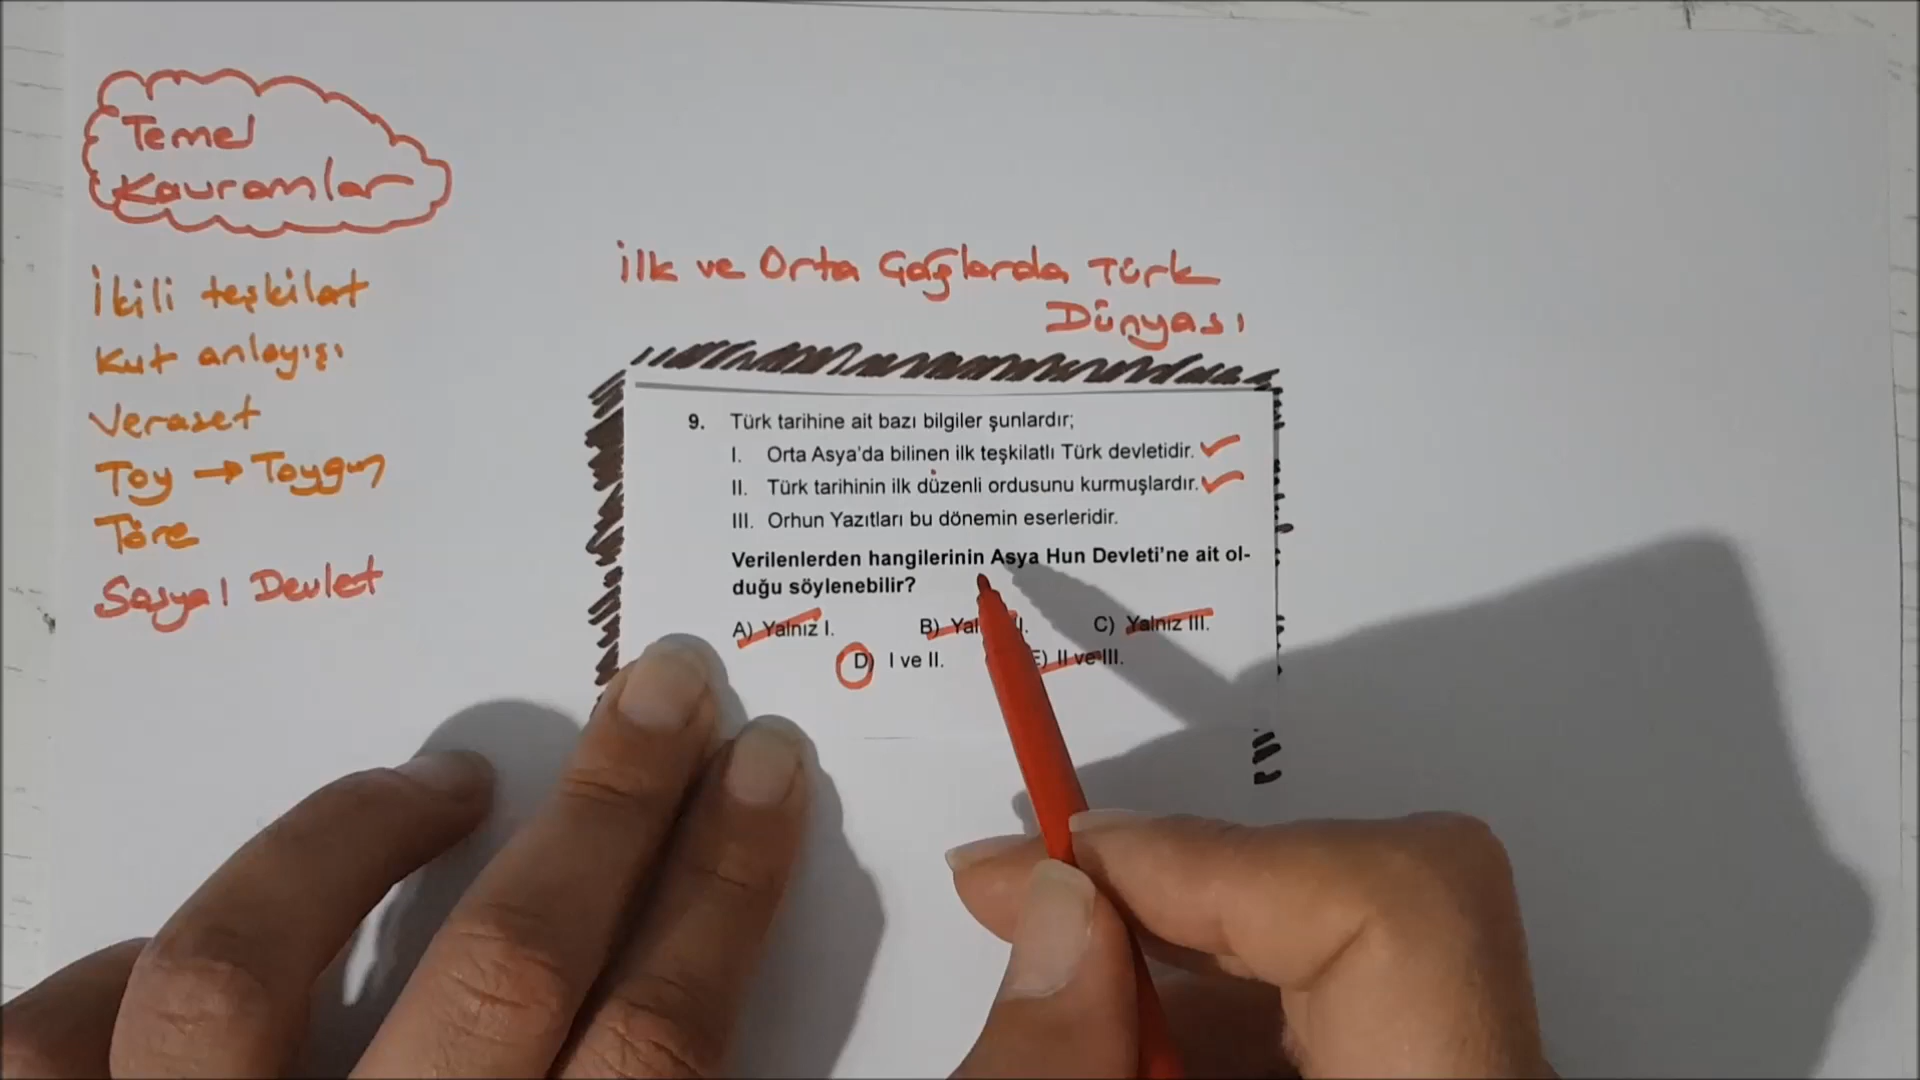 Temel
Kavramlar
İkili teşkilat
Kut anlayışı
Veraset
Toy → Toygun
Töre
Sosyal Devlet
İlk ve Orta Çağlarda Türk
Dünyası
9. Türk tarihine ait bazı bilgiler şunlardır;
I. Orta Asya'da bilinen ilk teşkilatlı Türk devletidir. ✓
II. Türk tarihinin ilk düzenli ordusunu kurmuşlardır. ✓
III. Orhun Yazıtları bu dönemin eserleridir.
Verilenlerden hangilerinin Asya Hun Devleti'ne ait ol-
duğu söylenebilir?
A) Yalnız I. B) C) Yalnız III.
D) I ve II. E) II ve III.